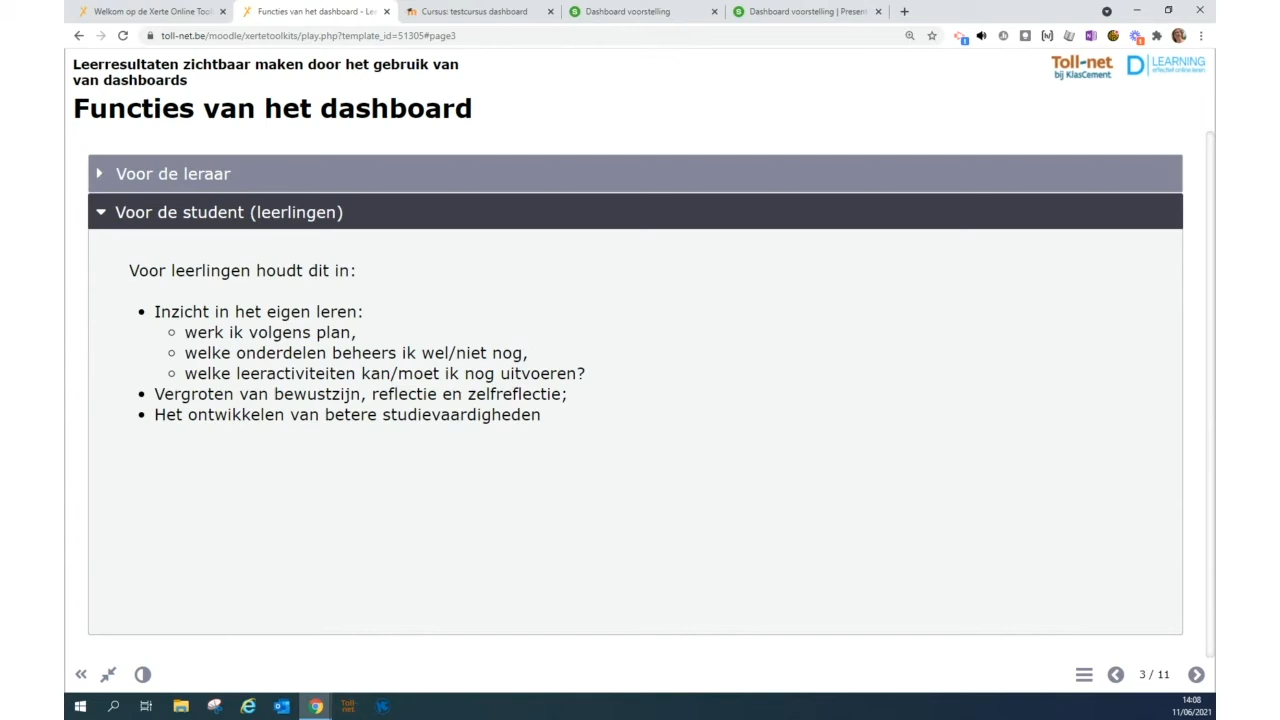 Welkom op de Xerte Online Tool
Functies van het dashboard - Le
Cursus: testcursus dashboard
Dashboard voorstelling
Dashboard voorstelling | Presen
toll-net.be/moodle/xertetoolkits/play.php?template_id=51305#page3
Leerresultaten zichtbaar maken door het gebruik van
van dashboards
Toll-net
bij KlasCement
D LEARNING
effectief online leren
Functies van het dashboard
Voor de leraar
Voor de student (leerlingen)
Voor leerlingen houdt dit in:
• Inzicht in het eigen leren:
◦ werk ik volgens plan,
◦ welke onderdelen beheers ik wel/niet nog,
◦ welke leeractiviteiten kan/moet ik nog uitvoeren?
• Vergroten van bewustzijn, reflectie en zelfreflectie;
• Het ontwikkelen van betere studievaardigheden
3 / 11
Toll-net
14:08
11/06/2021